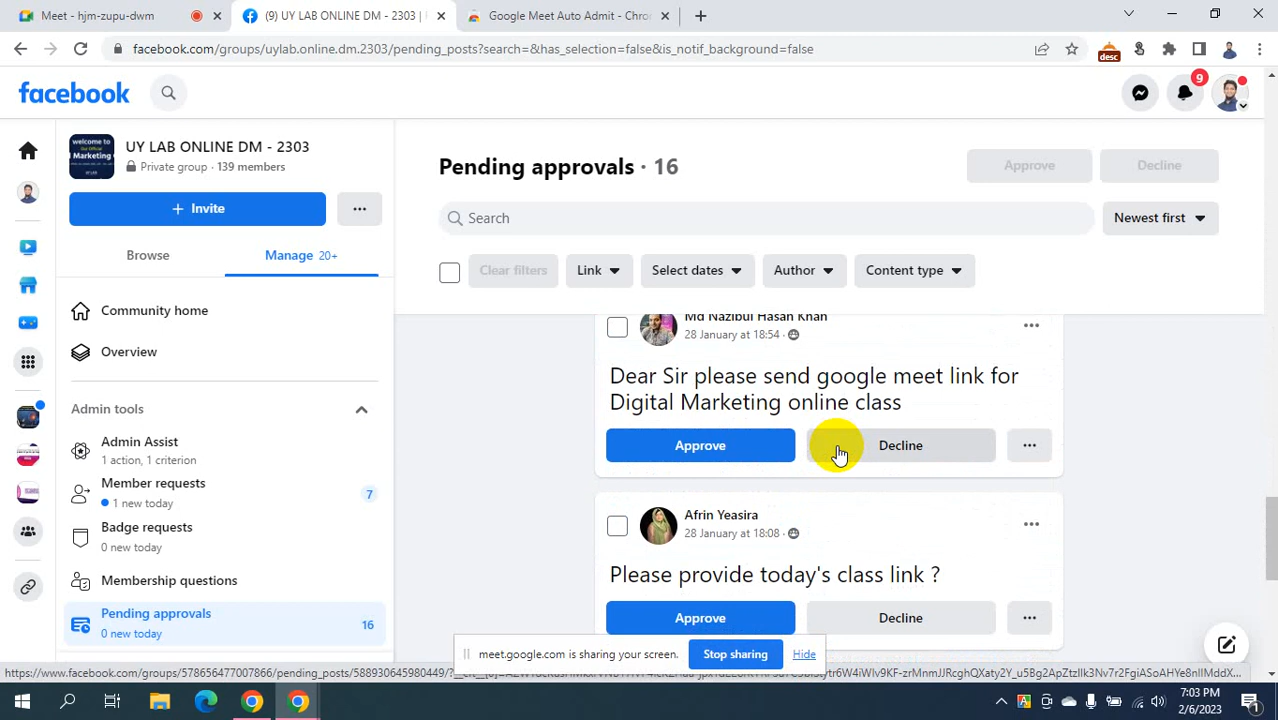 Meet - hjm-zupu-dwm
(9) UY LAB ONLINE DM - 2303 |
Google Meet Auto Admit - Chro
facebook.com/groups/uylab.online.dm.2303/pending_posts?search=&has_selection=false&is_notif_background=false
desc
facebook
9
welcome to
UY LAB ONLINE DM - 2303
Private group · 139 members
+ Invite
Browse
Manage 20+
Community home
Overview
Admin tools
Admin Assist
1 action, 1 criterion
Member requests
1 new today
7
Badge requests
0 new today
Membership questions
Pending approvals
0 new today
16
Pending approvals · 16
Approve
Decline
Search
Newest first
Clear filters
Link
Select dates
Author
Content type
Md Nazibul Hasan Khan
28 January at 18:54
Dear Sir please send google meet link for
Digital Marketing online class
Approve
Decline
Afrin Yeasira
28 January at 18:08
Please provide today's class link ?
Approve
Decline
meet.google.com is sharing your screen.
Stop sharing
Hide
7:03 PM
2/6/2023